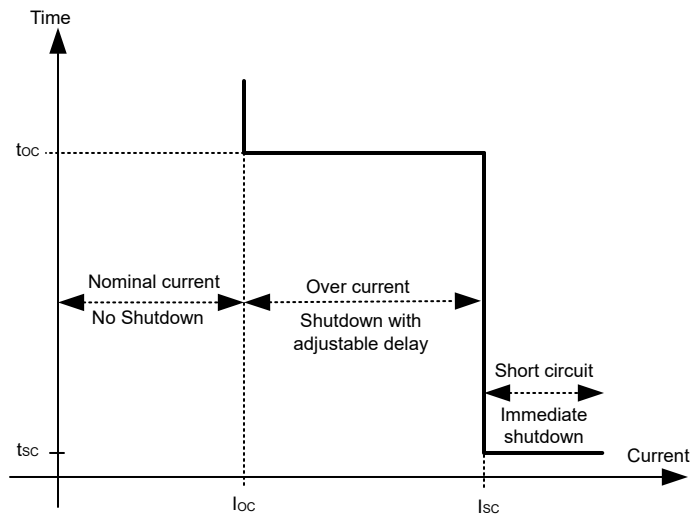 Time
toc
Nominal current
No Shutdown
Over current
Shutdown with
adjustable delay
Short circuit
Immediate
shutdown
tsc
Current
Ioc
Isc